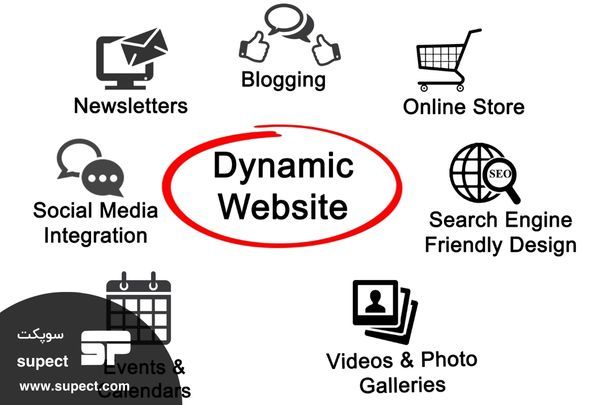 Blogging
Newsletters
Online Store
Dynamic
Website
SEO
Social Media
Integration
Search Engine
Friendly Design
Events &
Calendars
Videos & Photo
Galleries
سوپکت
supect
SP
www.supect.com